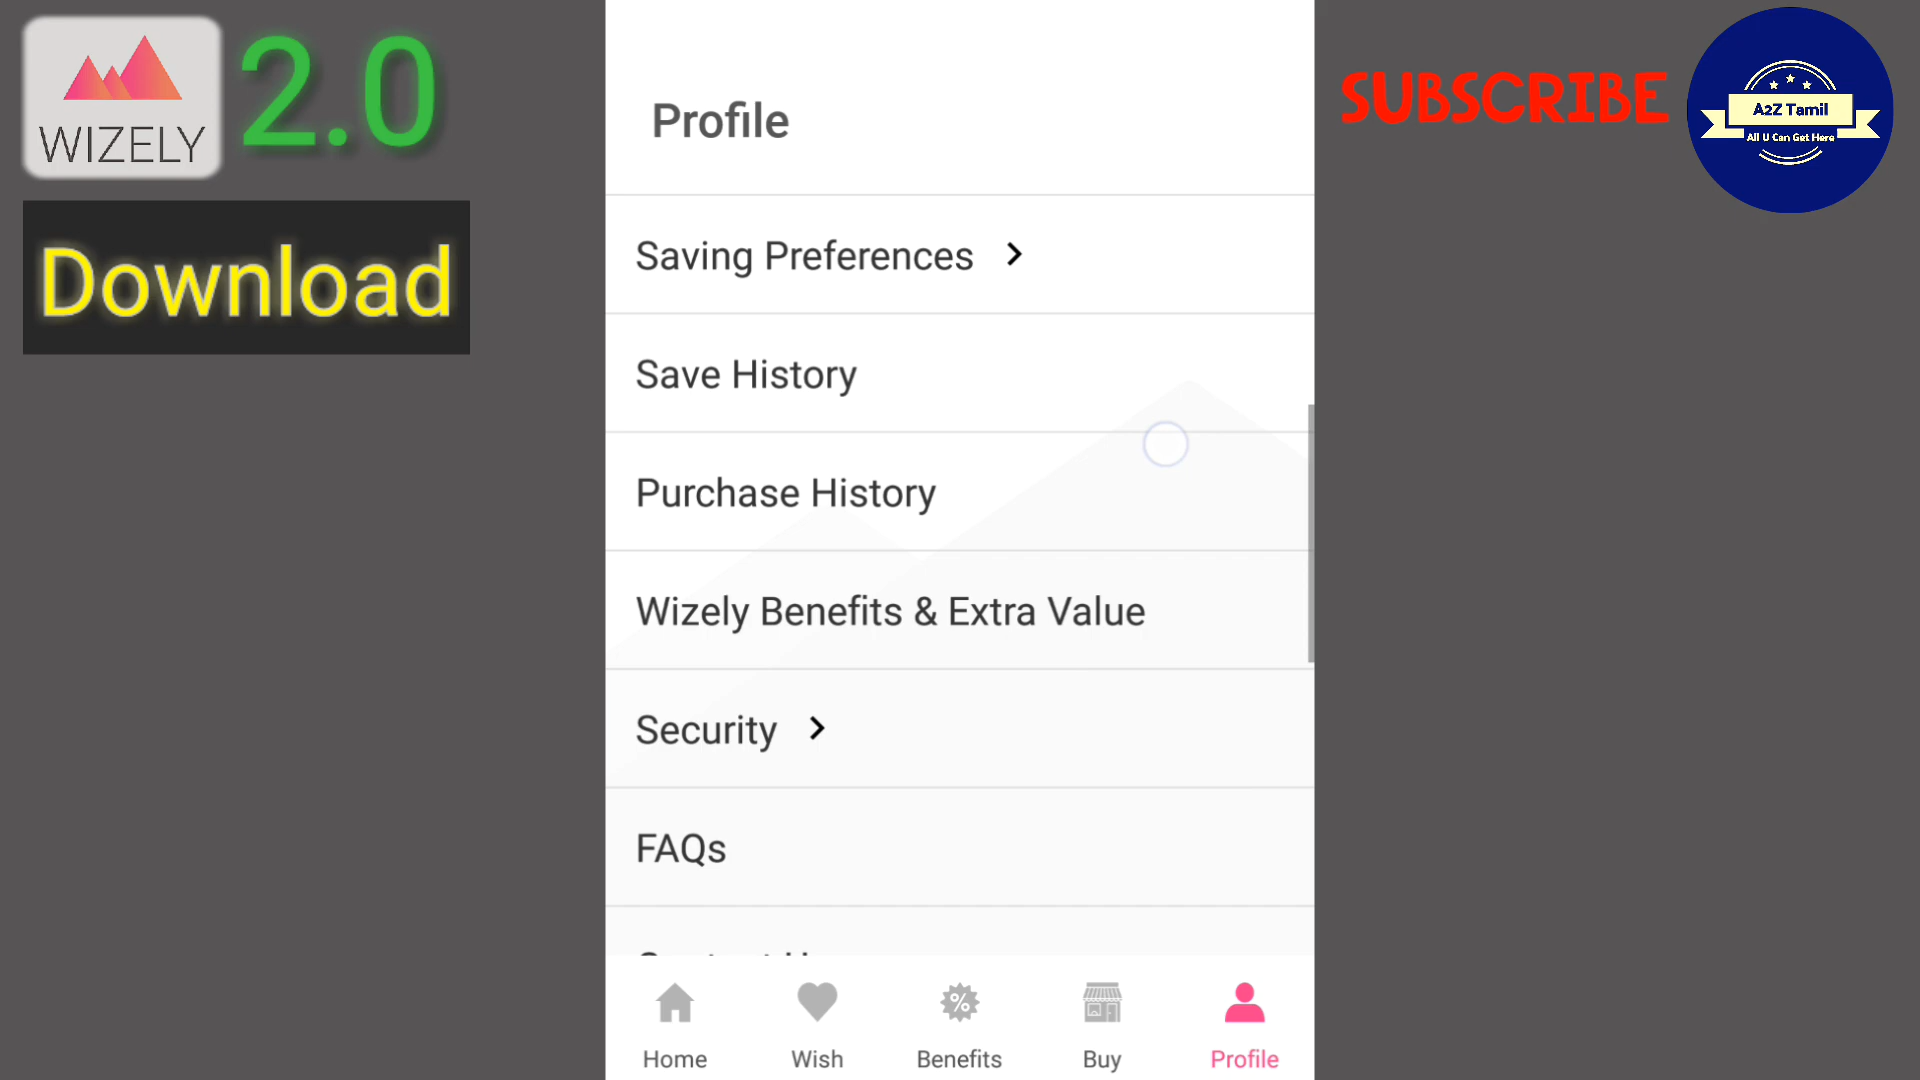 WIZELY
2.0
Download
SUBSCRIBE
A2Z Tamil
All U Can Get Here
Profile
Saving Preferences
Save History
Purchase History
Wizely Benefits & Extra Value
Security
FAQs
Home
Wish
Benefits
Buy
Profile